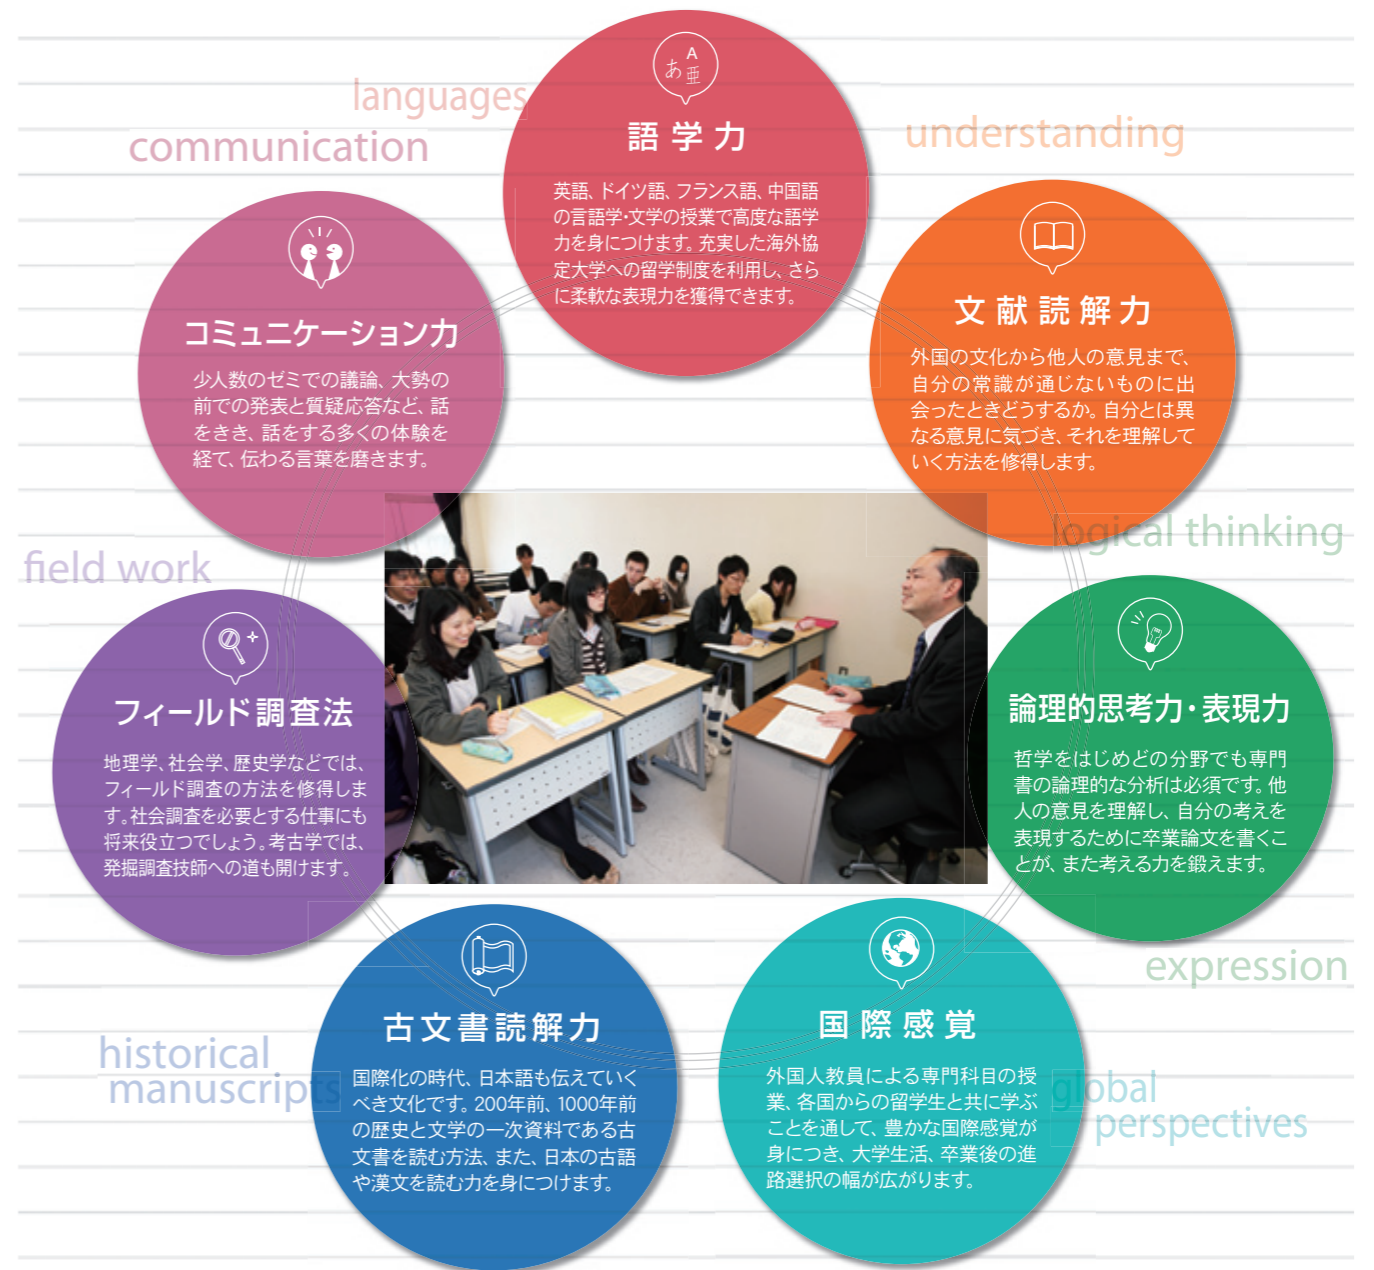 languages
communication
understanding
A
あ亜
語学力
英語、ドイツ語、フランス語、中国語
の言語学・文学の授業で高度な語学
力を身につけます。充実した海外協
定大学への留学制度を利用し、さら
に柔軟な表現力を獲得できます。
コミュニケーション力
少人数のゼミでの議論、大勢の
前での発表と質疑応答など、話
をきき、話をする多くの体験を
経て、伝わる言葉を磨きます。
文献読解力
外国の文化から他人の意見まで、
自分の常識が通じないものに出
会ったときどうするか。自分とは異
なる意見に気づき、それを理解して
いく方法を修得します。
logical thinking
field work
フィールド調査法
地理学、社会学、歴史学などでは、
フィールド調査の方法を修得しま
す。社会調査を必要とする仕事にも
将来役立つでしょう。考古学では、
発掘調査技師への道も開けます。
論理的思考力・表現力
哲学をはじめどの分野でも専門
書の論理的な分析は必須です。他
人の意見を理解し、自分の考えを
表現するために卒業論文を書くこ
とが、また考える力を鍛えます。
expression
historical
manuscripts
古文書読解力
国際化の時代、日本語も伝えていく
べき文化です。200年前、1000年前
の歴史と文学の一次資料である古
文書を読む方法、また、日本の古語
や漢文を読む力を身につけます。
国際感覚
外国人教員による専門科目の授
業、各国からの留学生と共に学ぶ
ことを通して、豊かな国際感覚が
身につき、大学生活、卒業後の進
路選択の幅が広がります。
global
perspectives